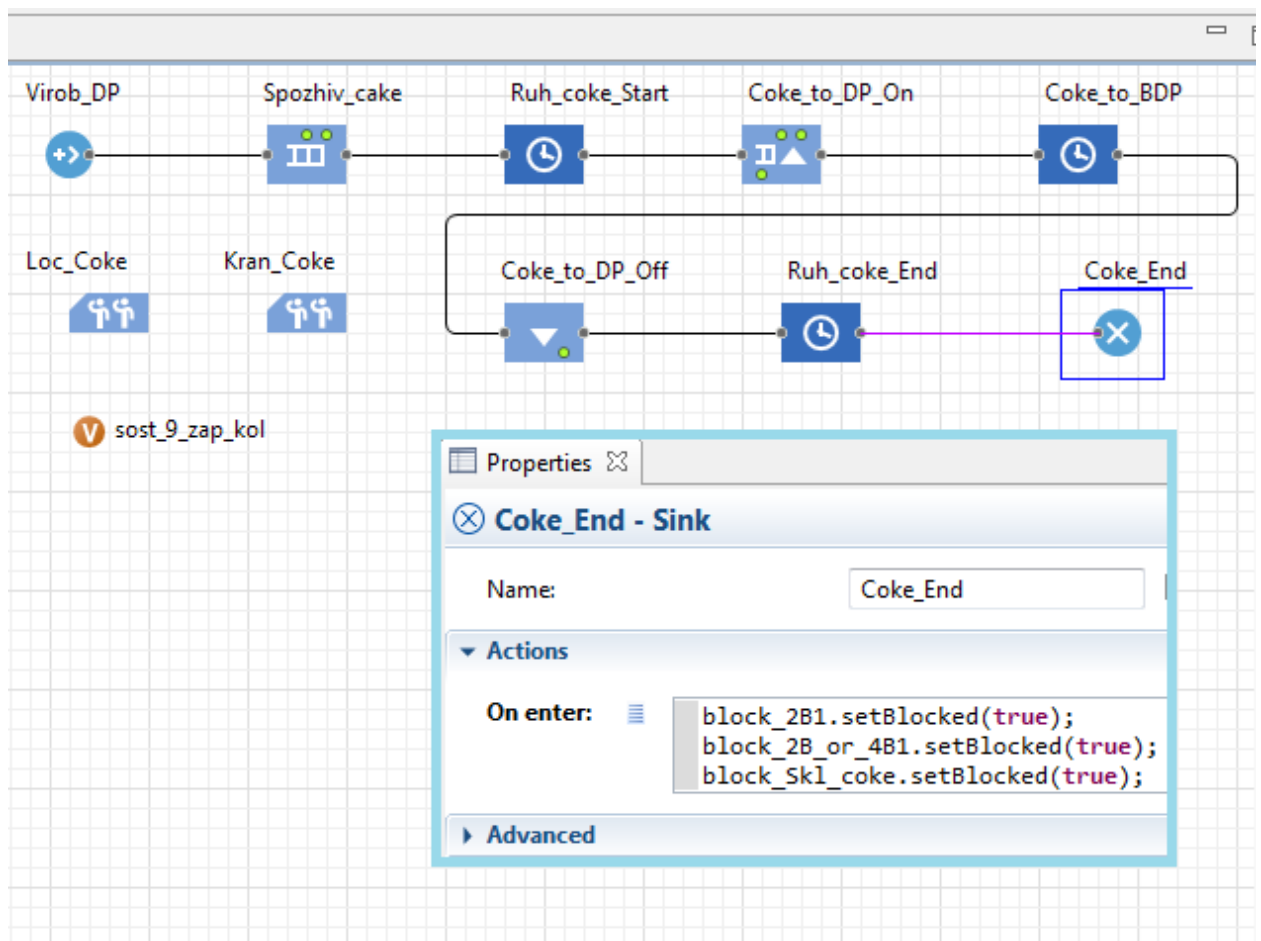 Virob_DP Spozhiv_cake Ruh_coke_Start Coke_to_DP_On Coke_to_BDP
Loc_Coke Kran_Coke Coke_to_DP_Off Ruh_coke_End Coke_End
V sost_9_zap_kol
Properties
Coke_End - Sink
Name: Coke_End
Actions
On enter: block_2B1.setBlocked(true);
block_2B_or_4B1.setBlocked(true);
block_Skl_coke.setBlocked(true);
Advanced